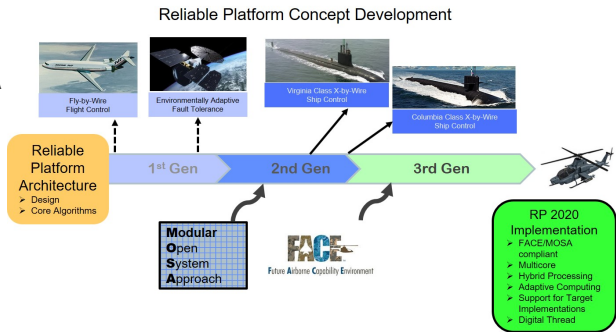 Reliable Platform Concept Development
Fly-by-Wire
Flight Control
Environmentally Adaptive
Fault Tolerance
Virginia Class X-by-Wire
Ship Control
Columbia Class X-by-Wire
Ship Control
Reliable
Platform
Architecture
➢ Design
➢ Core Algorithms
1st Gen
2nd Gen
3rd Gen
Modular
Open
System
Approach
FACE
Future Airborne Capability Environment
RP 2020
Implementation
➢ FACE/MOSA
compliant
➢ Multicore
➢ Hybrid Processing
➢ Adaptive Computing
➢ Support for Target
Implementations
➢ Digital Thread